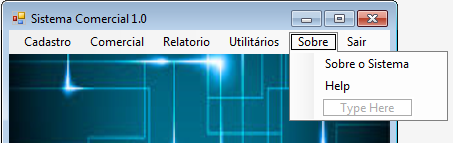 Sistema Comercial 1.0
Cadastro Comercial Relatorio Utilitários Sobre Sair
Sobre o Sistema
Help
Type Here